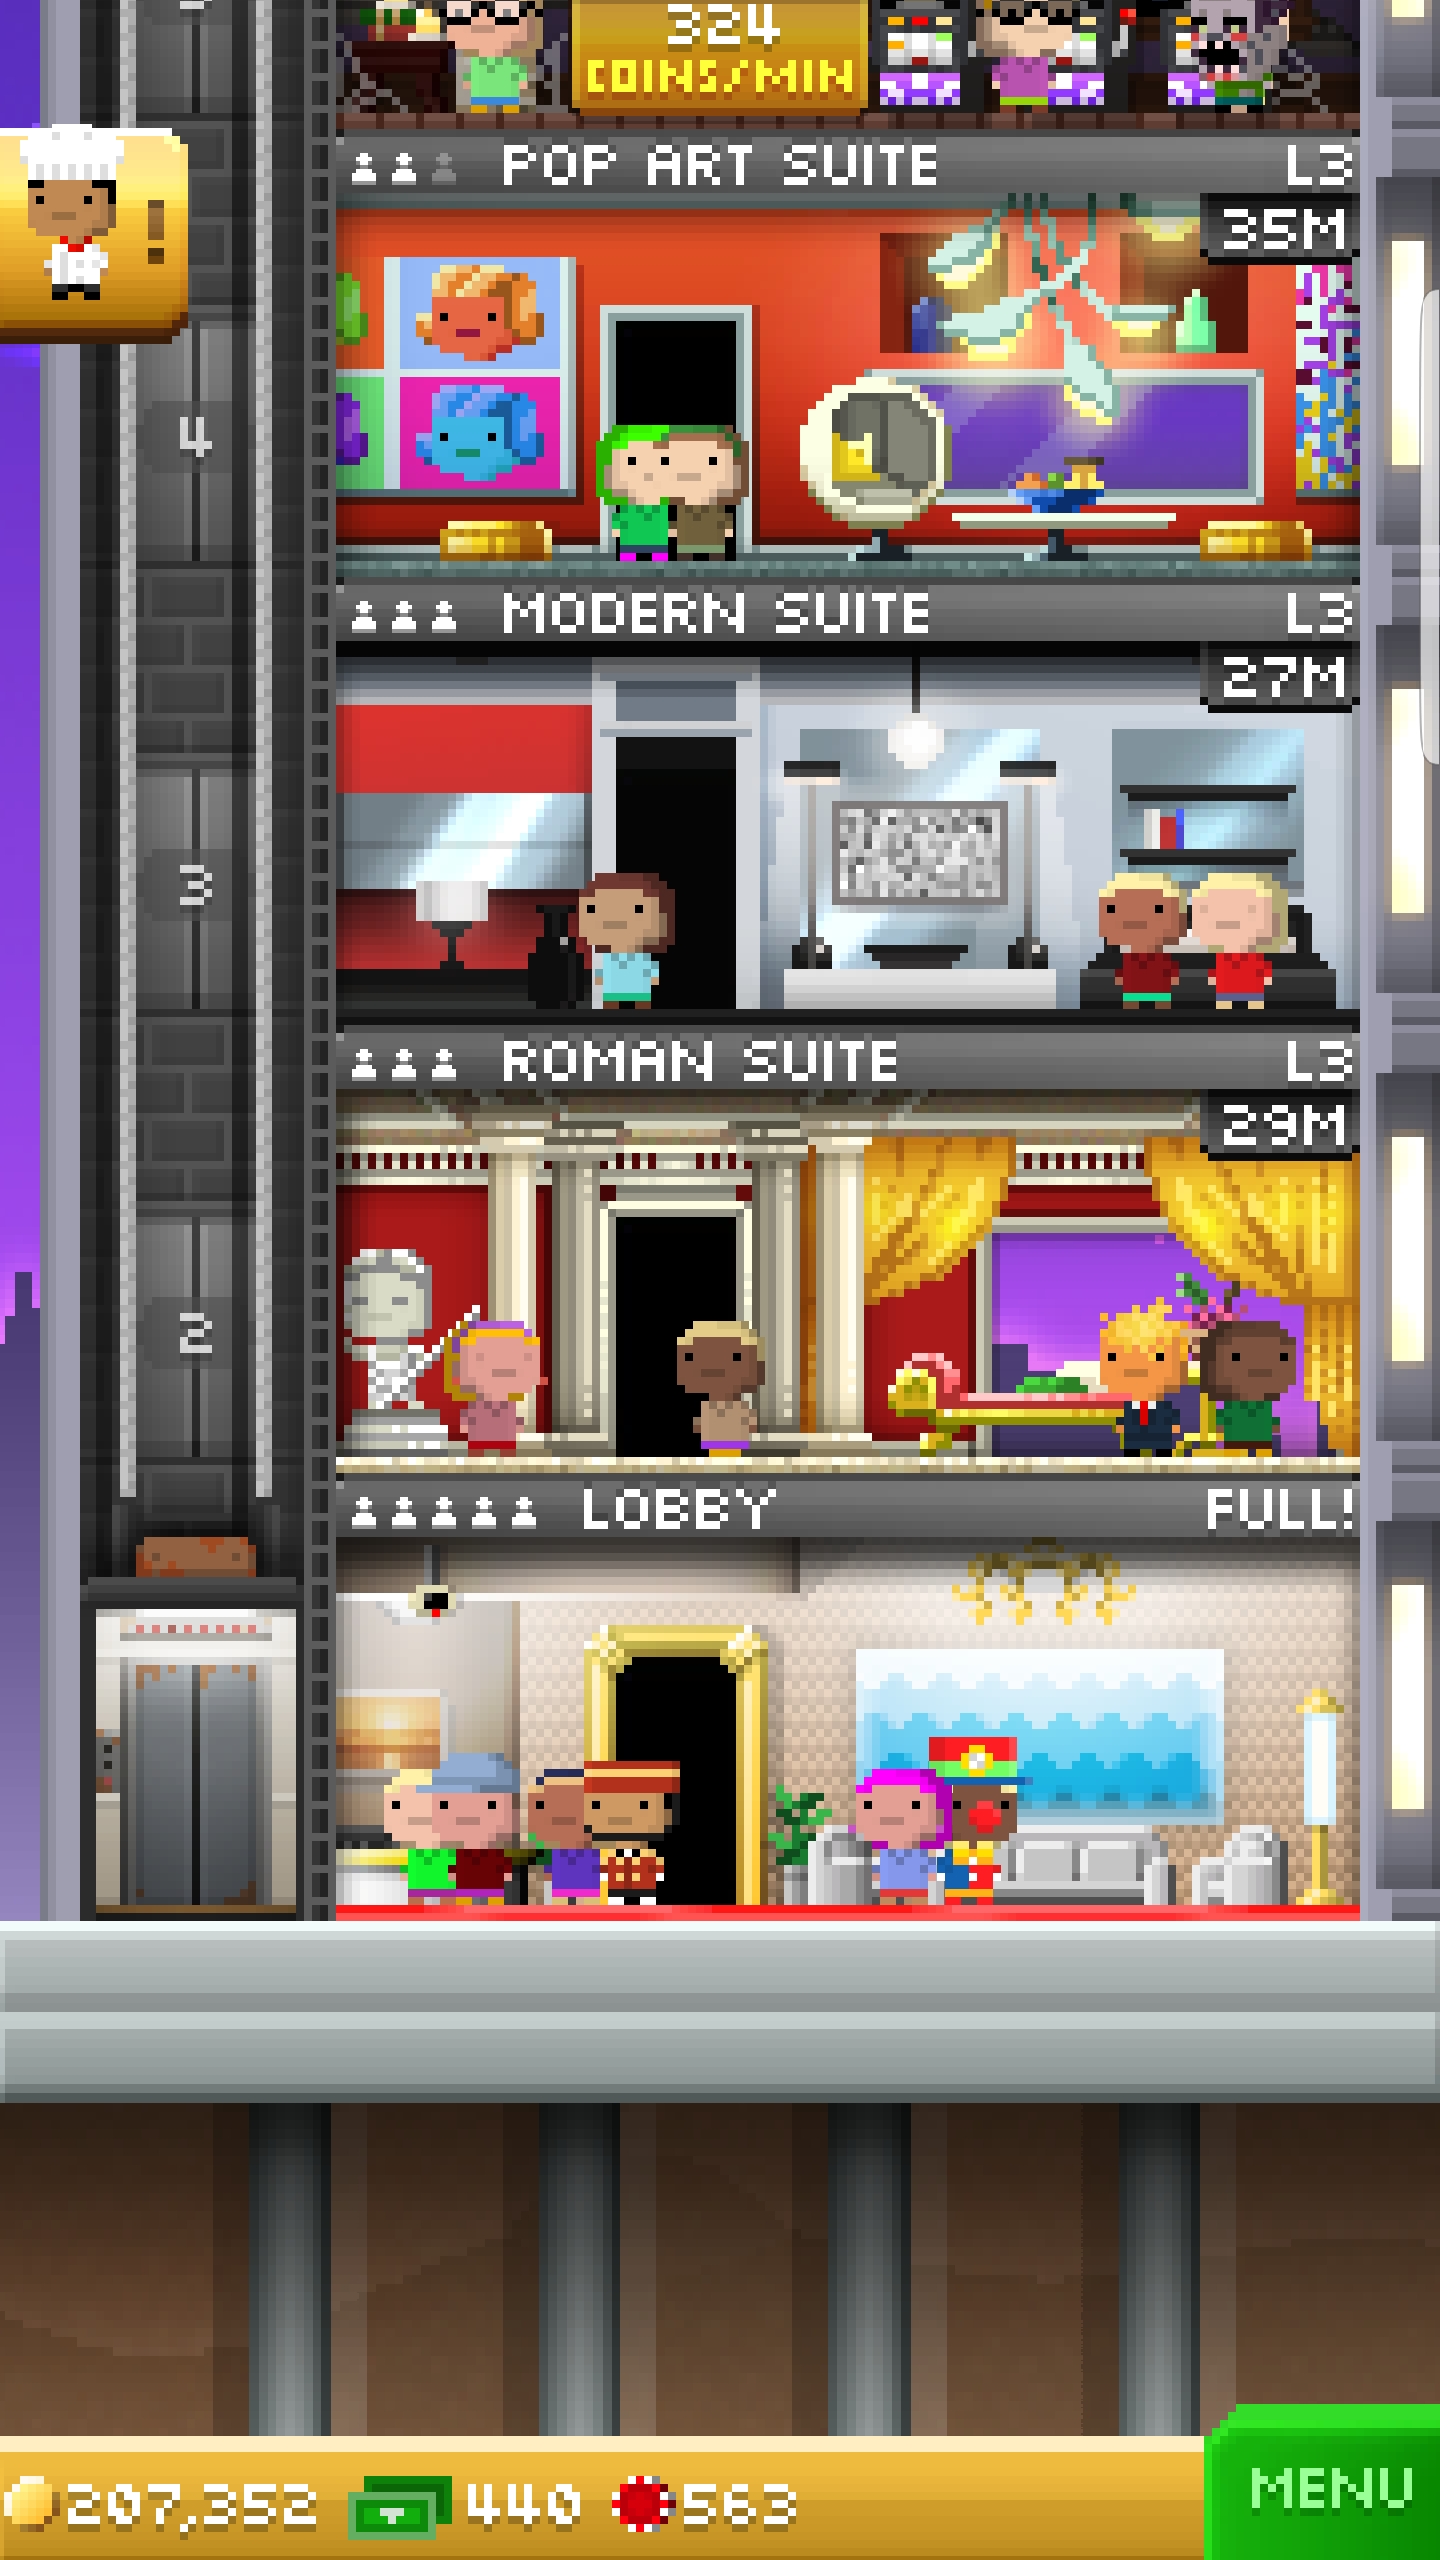 324
COINS/MIN
!
POP ART SUITE L3
35M
4
MODERN SUITE L3
27M
3
ROMAN SUITE L3
29M
2
LOBBY FULL!
207,352 440 563
MENU